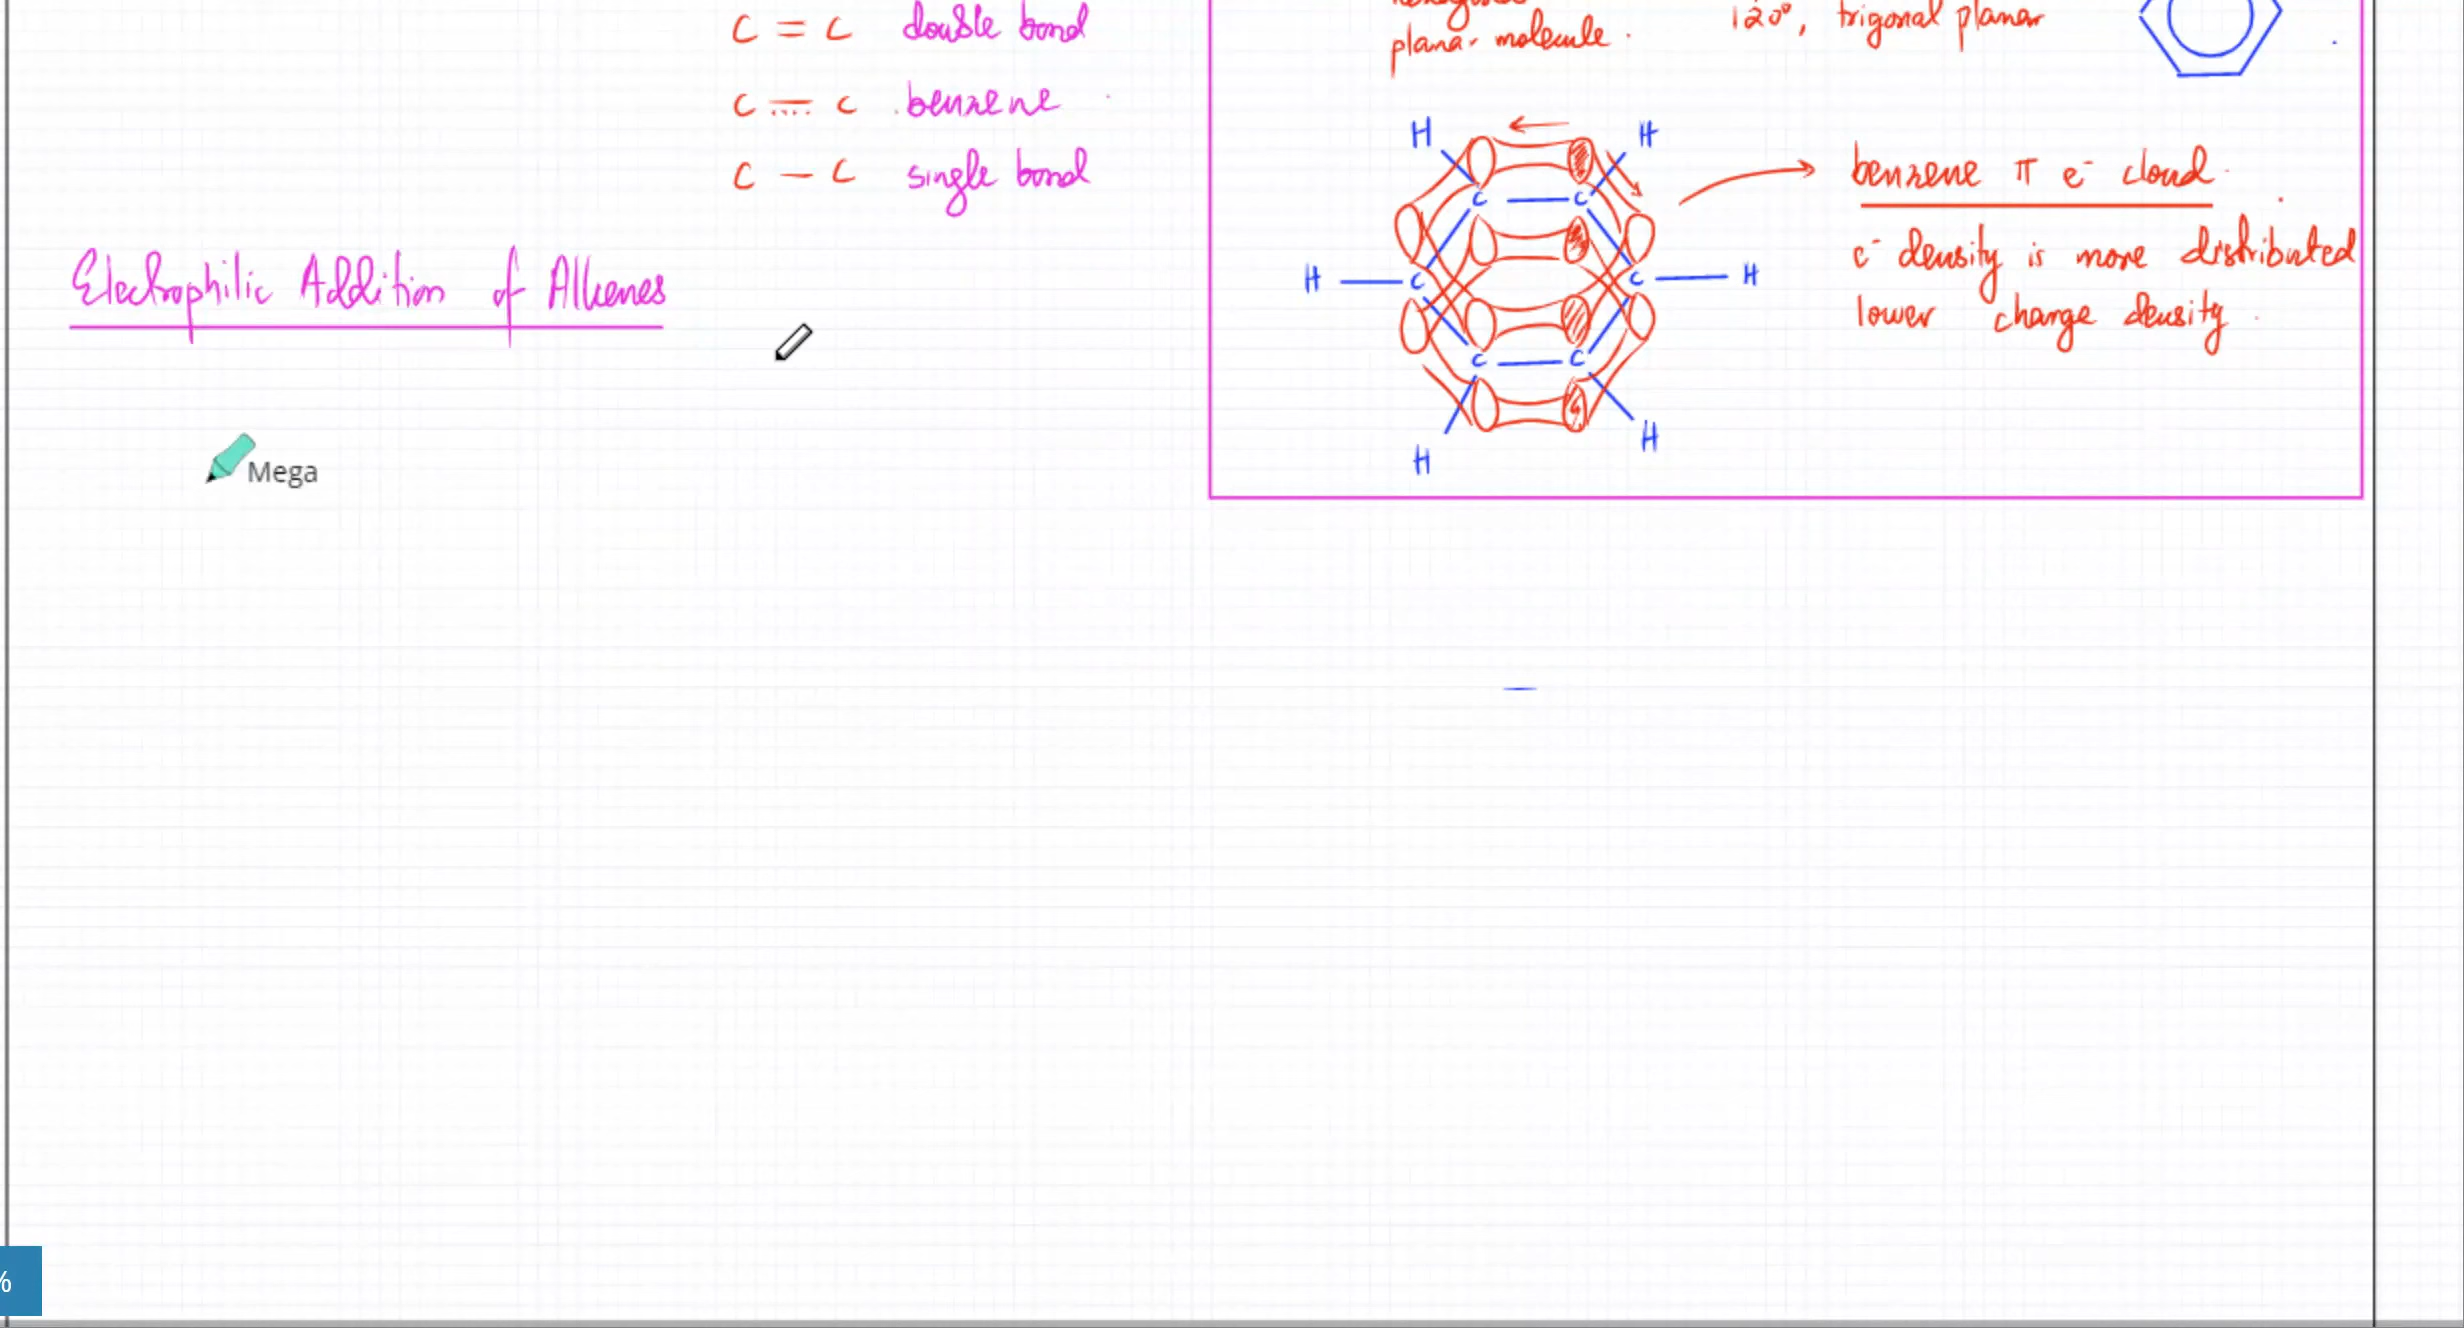 C = C double bond
C = C benzene
C - C single bond
Electrophilic Addition of Alkenes
Mega
planar molecule.
120°, trigonal planar
H H
C C
H C C H
C C
H H
benzene π e⁻ cloud
e⁻ density is more distributed
lower charge density.
%